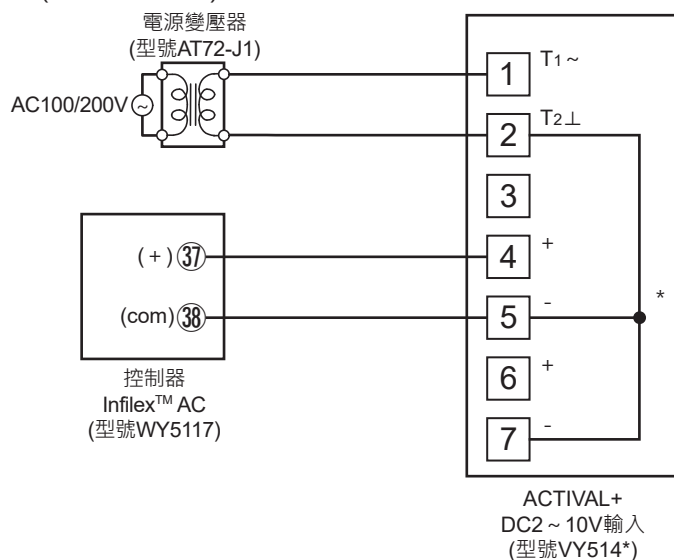 電源變壓器
(型號AT72-J1)
AC100/200V
~
1
T1 ~
2
T2⊥
3
(+) 37
4
+
(com) 38
5
-
*
6
+
7
-
控制器
Infilex™ AC
(型號WY5117)
ACTIVAL+
DC2 ~ 10V輸入
(型號VY514*)